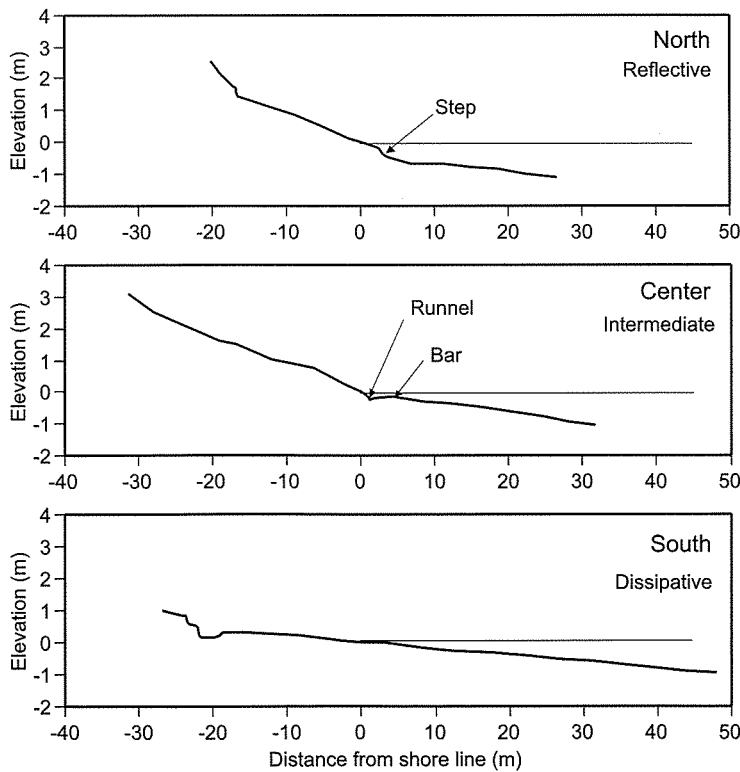 4
3
2
1
0
-1
-2
Elevation (m)
North
Reflective
Step
-40 -30 -20 -10 0 10 20 30 40 50
4
3
2
1
0
-1
-2
Elevation (m)
Center
Intermediate
Runnel
Bar
-40 -30 -20 -10 0 10 20 30 40 50
4
3
2
1
0
-1
-2
Elevation (m)
South
Dissipative
-40 -30 -20 -10 0 10 20 30 40 50
Distance from shore line (m)